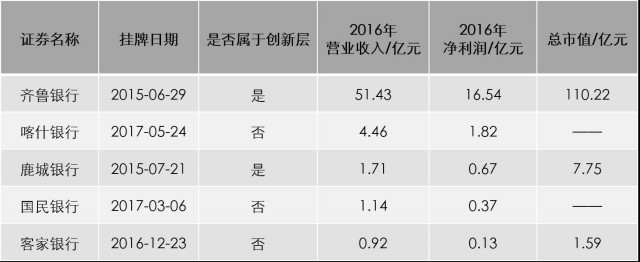 证券名称 挂牌日期 是否属于创新层 2016年营业收入/亿元 2016年净利润/亿元 总市值/亿元
齐鲁银行 2015-06-29 是 51.43 16.54 110.22
喀什银行 2017-05-24 否 4.46 1.82 ——
鹿城银行 2015-07-21 是 1.71 0.67 7.75
国民银行 2017-03-06 否 1.14 0.37 ——
客家银行 2016-12-23 否 0.92 0.13 1.59